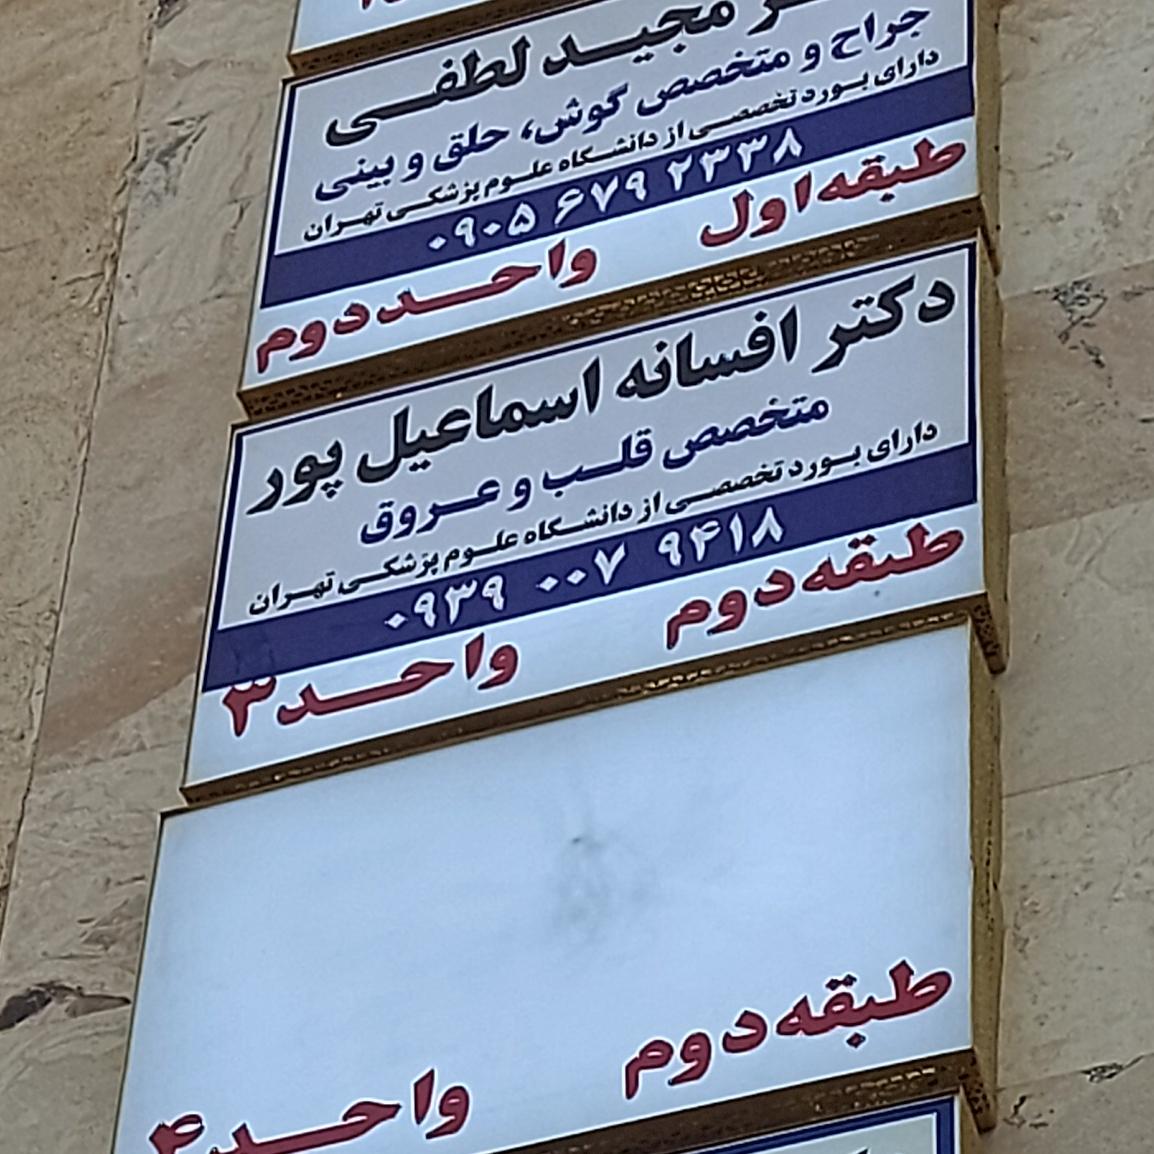 مجید لطفی
جراح و متخصص گوش، حلق و بینی
دارای بورد تخصصی از دانشگاه علوم پزشکی تهران
۰۹۰۵ ۶۷۹ ۲۳۳۸
طبقه اول واحد دوم
دکتر افسانه اسماعیل پور
متخصص قلب و عروق
دارای بورد تخصصی از دانشگاه علوم پزشکی تهران
۰۹۳۹ ۰۰۷ ۹۴۱۸
طبقه دوم واحد ۳
طبقه دوم واحد ۴